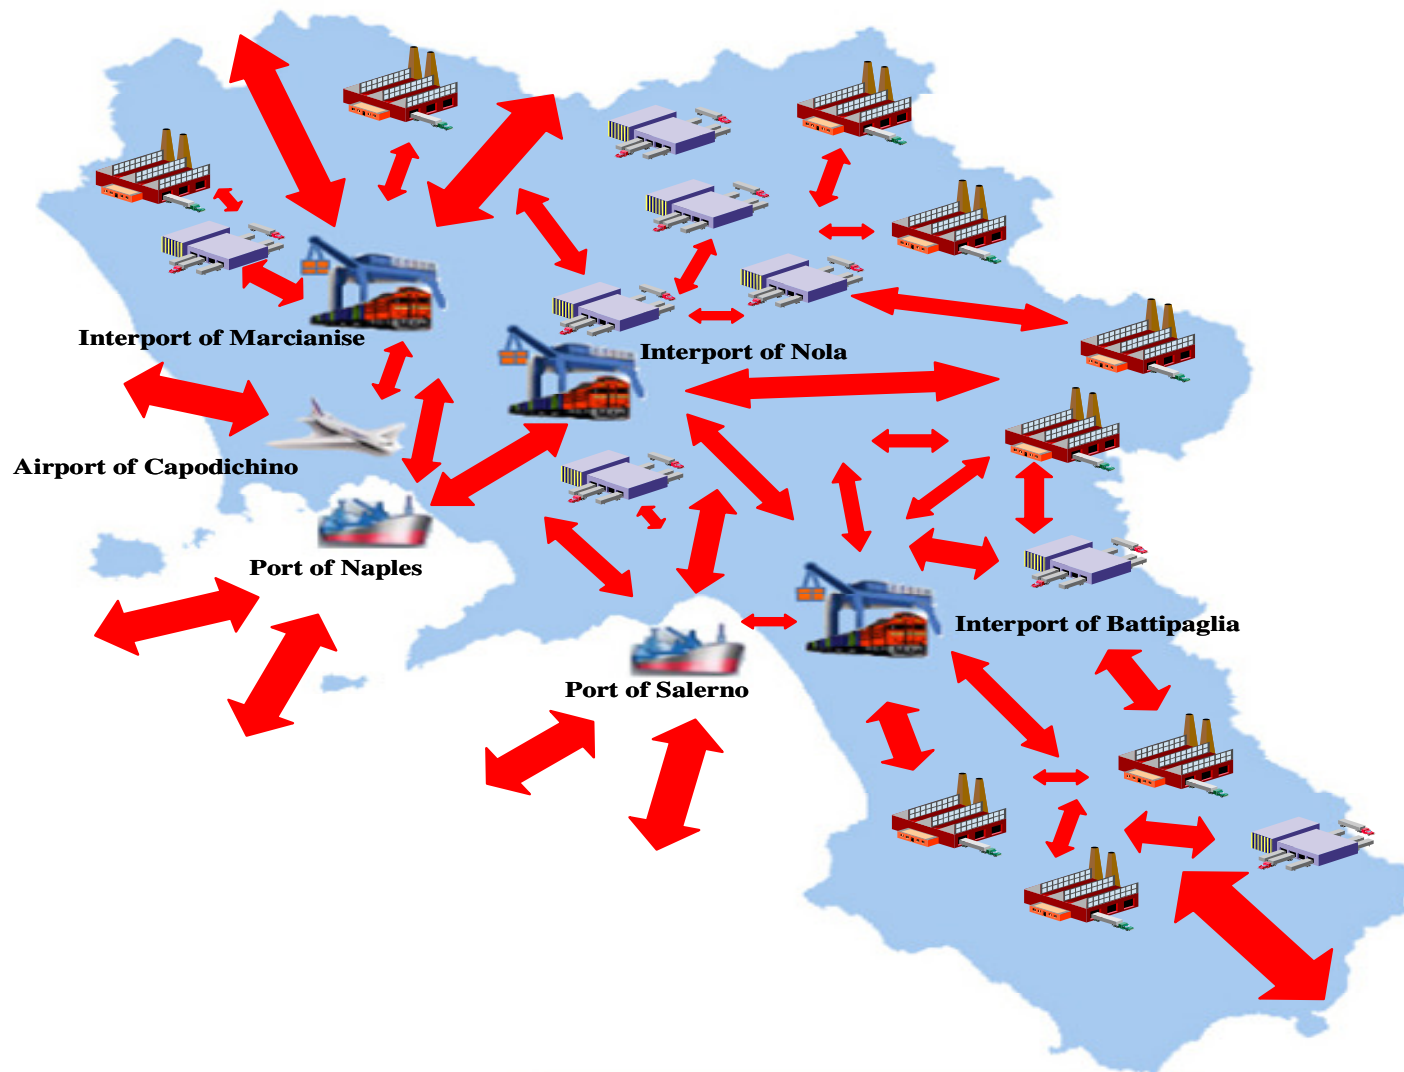 Interport of Marcianise
Interport of Nola
Airport of Capodichino
Port of Naples
Interport of Battipaglia
Port of Salerno